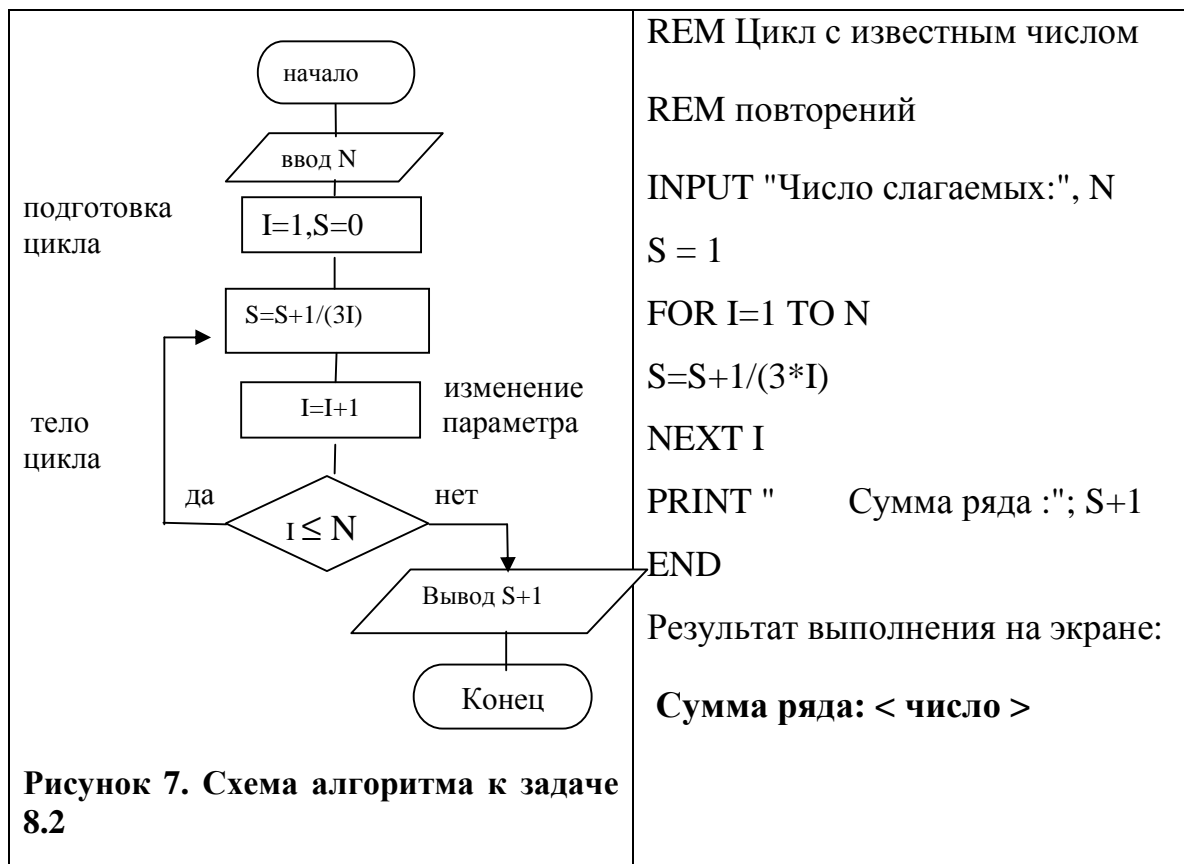 начало
ввод N
подготовка
цикла
I=1,S=0
S=S+1/(3I)
I=I+1
изменение
параметра
тело
цикла
да
нет
I ≤ N
Вывод S+1
Конец
Рисунок 7. Схема алгоритма к задаче
8.2
REM Цикл с известным числом
REM повторений
INPUT "Число слагаемых:", N
S = 1
FOR I=1 TO N
S=S+1/(3*I)
NEXT I
PRINT "        Сумма ряда :"; S+1
END
Результат выполнения на экране:
Сумма ряда: < число >